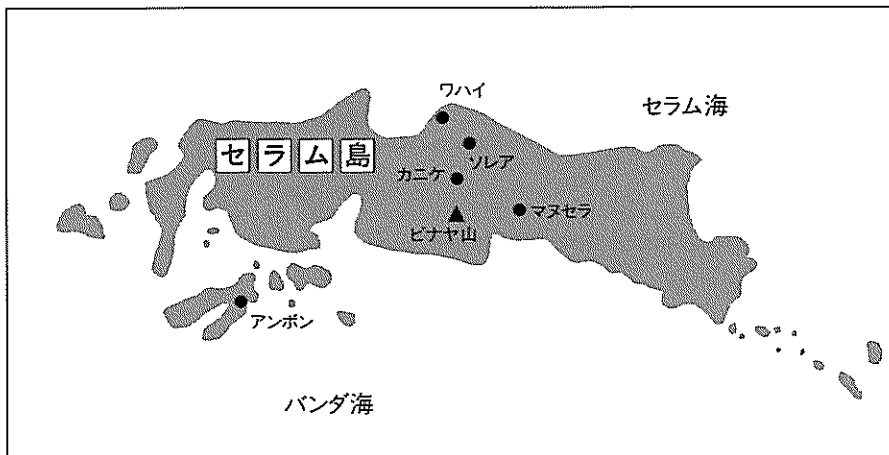 ワハイ
セラム海
セラム島
ソレア
カニケ
マヌセラ
ビナヤ山
アンボン
バンダ海